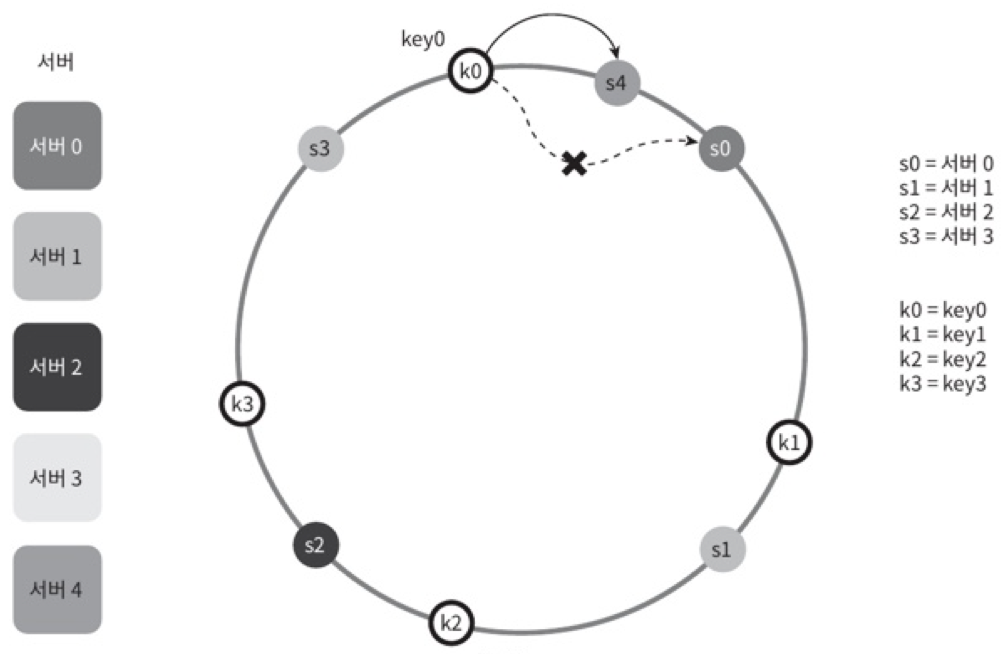 서버
서버 0
서버 1
서버 2
서버 3
서버 4
key0
k0
s4
s0
s3
k3
k1
s2
s1
k2
s0 = 서버 0
s1 = 서버 1
s2 = 서버 2
s3 = 서버 3
k0 = key0
k1 = key1
k2 = key2
k3 = key3